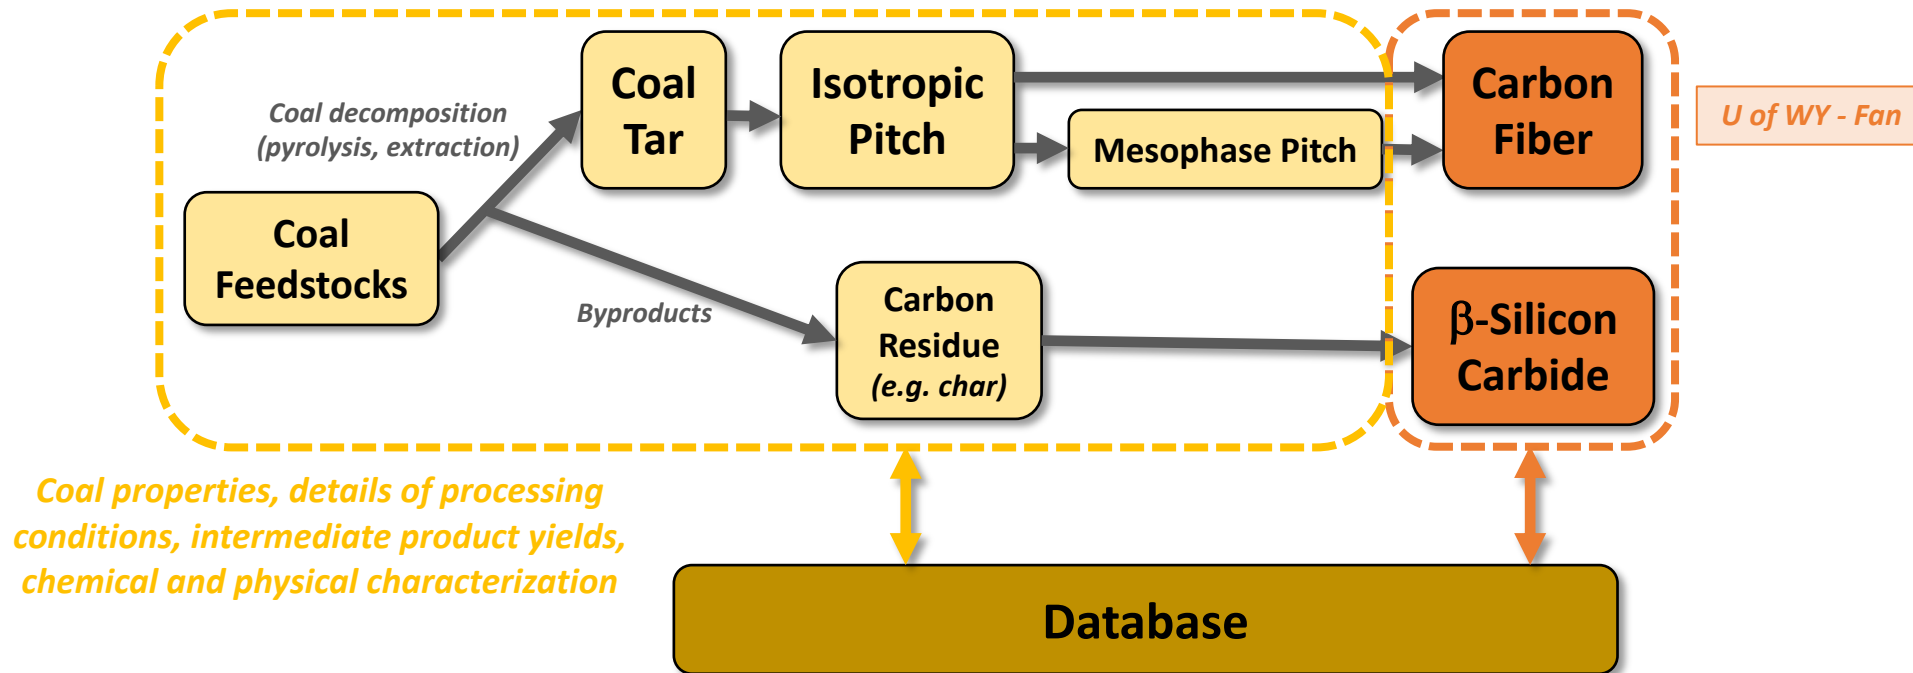 Coal decomposition
(pyrolysis, extraction)
Coal
Tar
Isotropic
Pitch
Mesophase Pitch
Carbon
Fiber
U of WY - Fan
Coal
Feedstocks
Byproducts
Carbon
Residue
(e.g. char)
β-Silicon
Carbide
Coal properties, details of processing
conditions, intermediate product yields,
chemical and physical characterization
Database